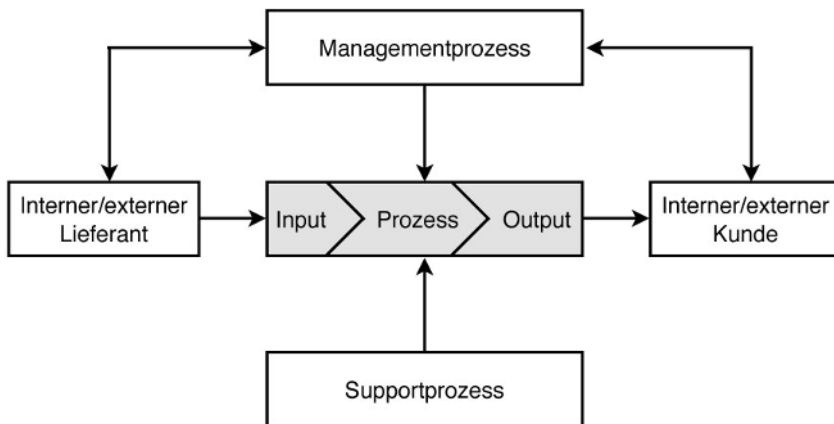 Managementprozess
Interner/externer
Lieferant
Input
Prozess
Output
Interner/externer
Kunde
Supportprozess